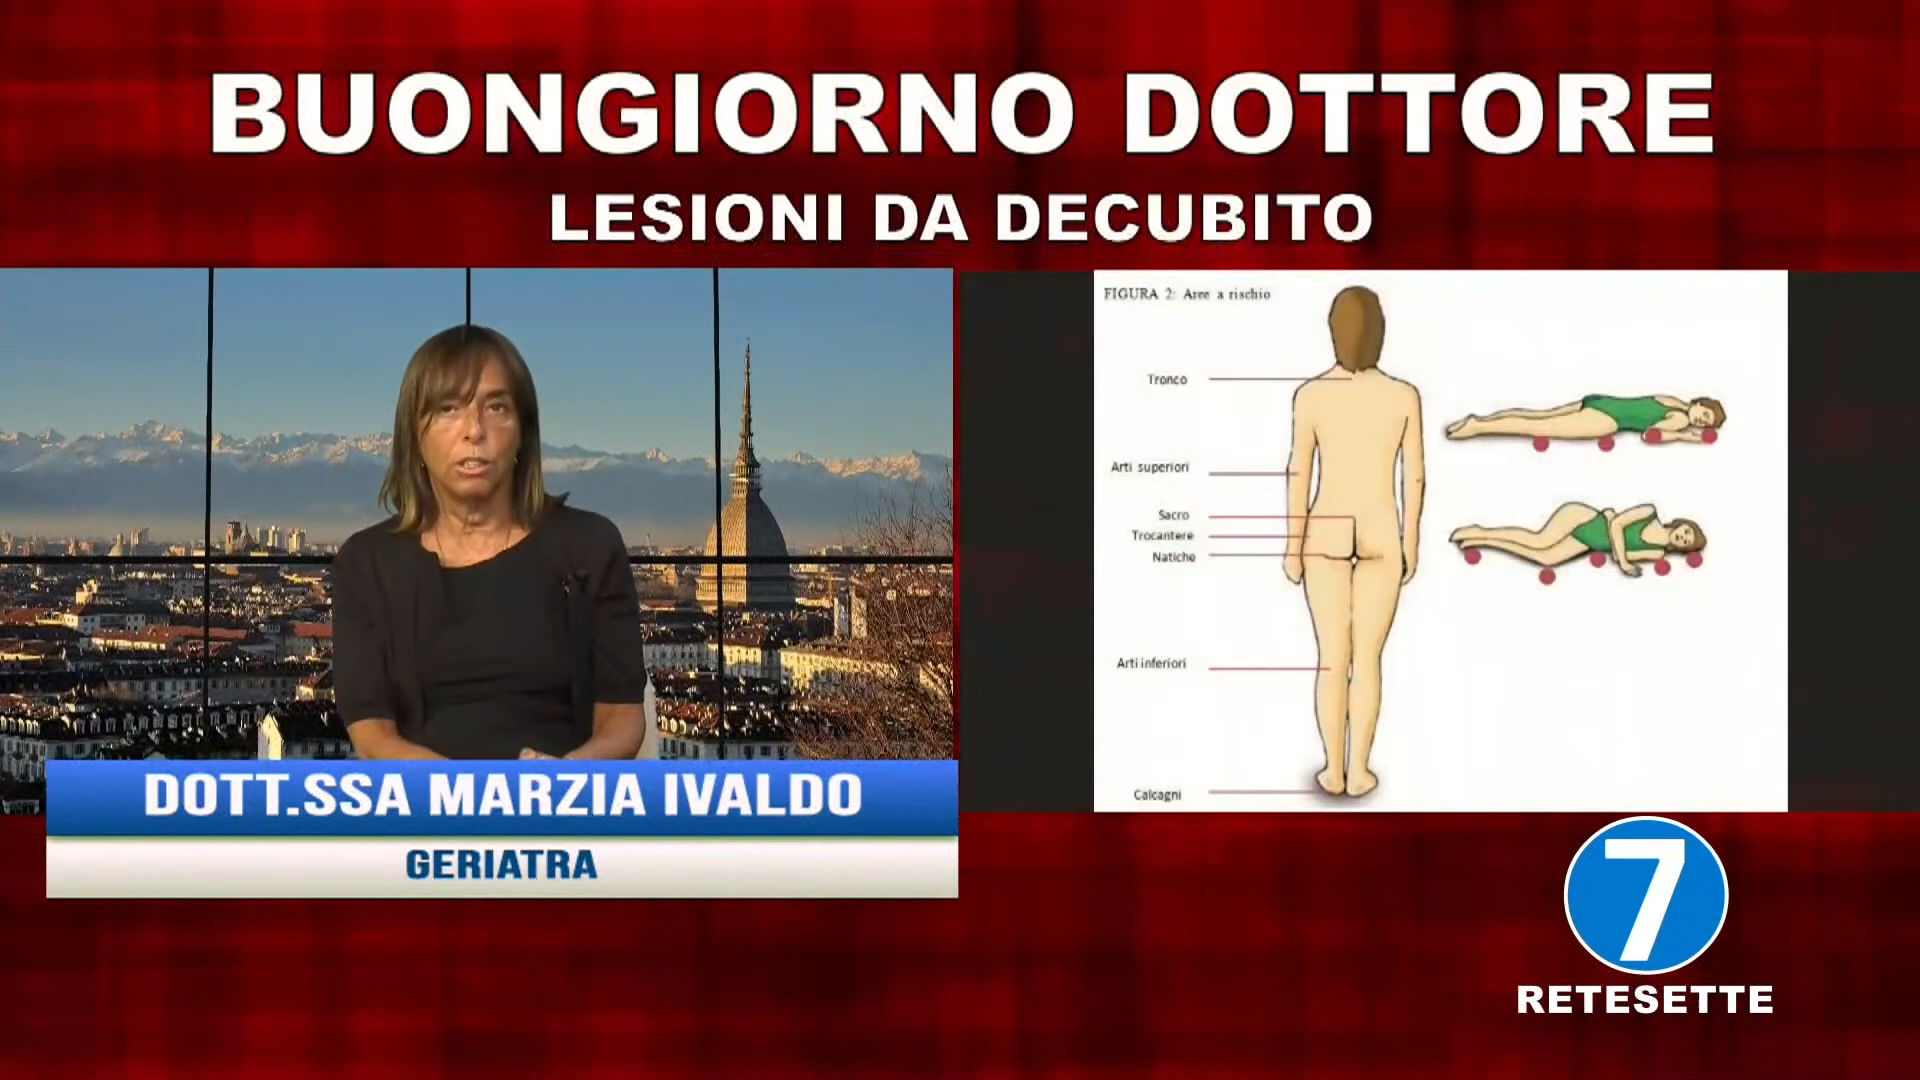 BUONGIORNO DOTTORE
LESIONI DA DECUBITO
FIGURA 2: Aree a rischio
Tronco
Arti superiori
Sacro
Trocantere
Natiche
Arti inferiori
Calcagni
DOTT.SSA MARZIA IVALDO
GERIATRA
7
RETESETTE